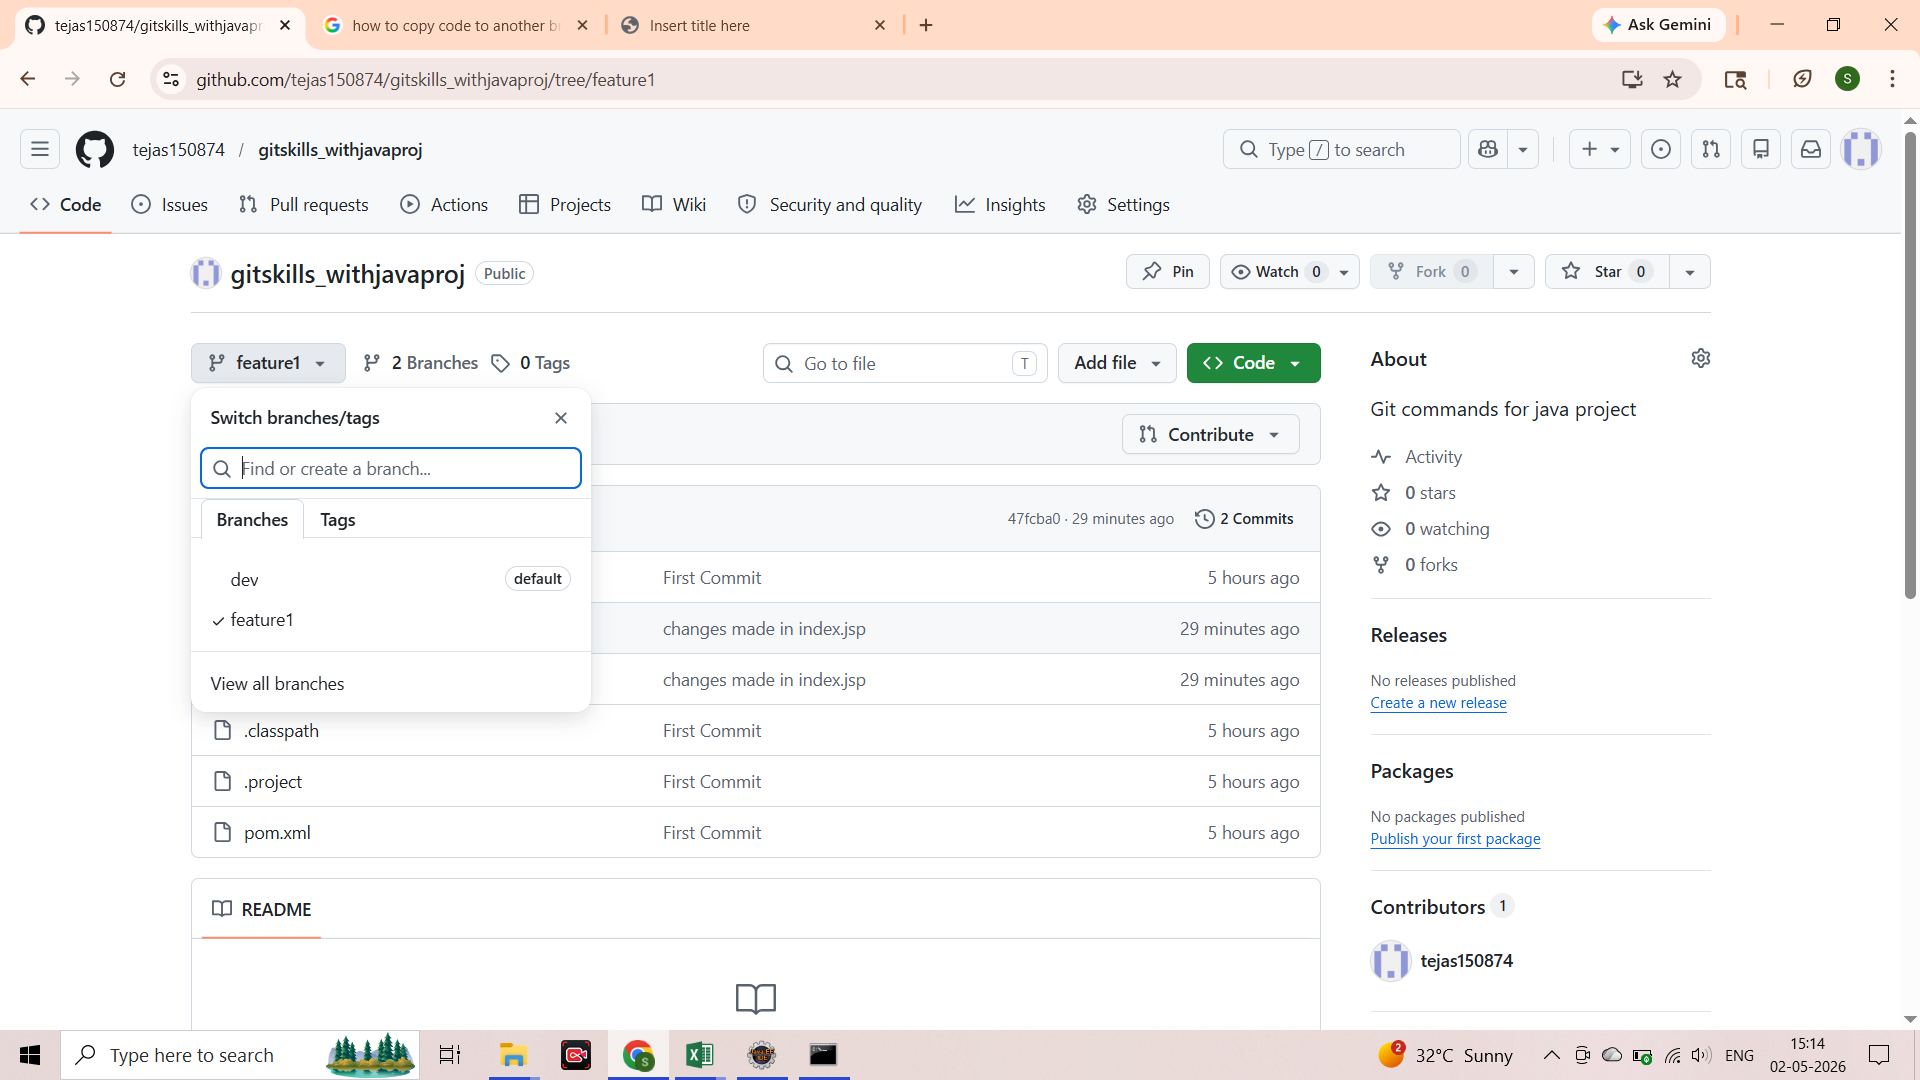 tejas150874/gitskills_withjavapr
how to copy code to another b
Insert title here
Ask Gemini
github.com/tejas150874/gitskills_withjavaproj/tree/feature1
S
tejas150874 / gitskills_withjavaproj
Type / to search
Code
Issues
Pull requests
Actions
Projects
Wiki
Security and quality
Insights
Settings
gitskills_withjavaproj Public
Pin
Watch 0
Fork 0
Star 0
feature1
2 Branches
0 Tags
Go to file T
Add file
<> Code
About
Switch branches/tags
Find or create a branch...
Branches
Tags
dev default
feature1
View all branches
Contribute
47fcba0 · 29 minutes ago
2 Commits
First Commit 5 hours ago
changes made in index.jsp 29 minutes ago
changes made in index.jsp 29 minutes ago
.classpath First Commit 5 hours ago
.project First Commit 5 hours ago
pom.xml First Commit 5 hours ago
README
Git commands for java project
Activity
0 stars
0 watching
0 forks
Releases
No releases published
Create a new release
Packages
No packages published
Publish your first package
Contributors 1
tejas150874
Type here to search
2
32°C Sunny
ENG
15:14
02-05-2026